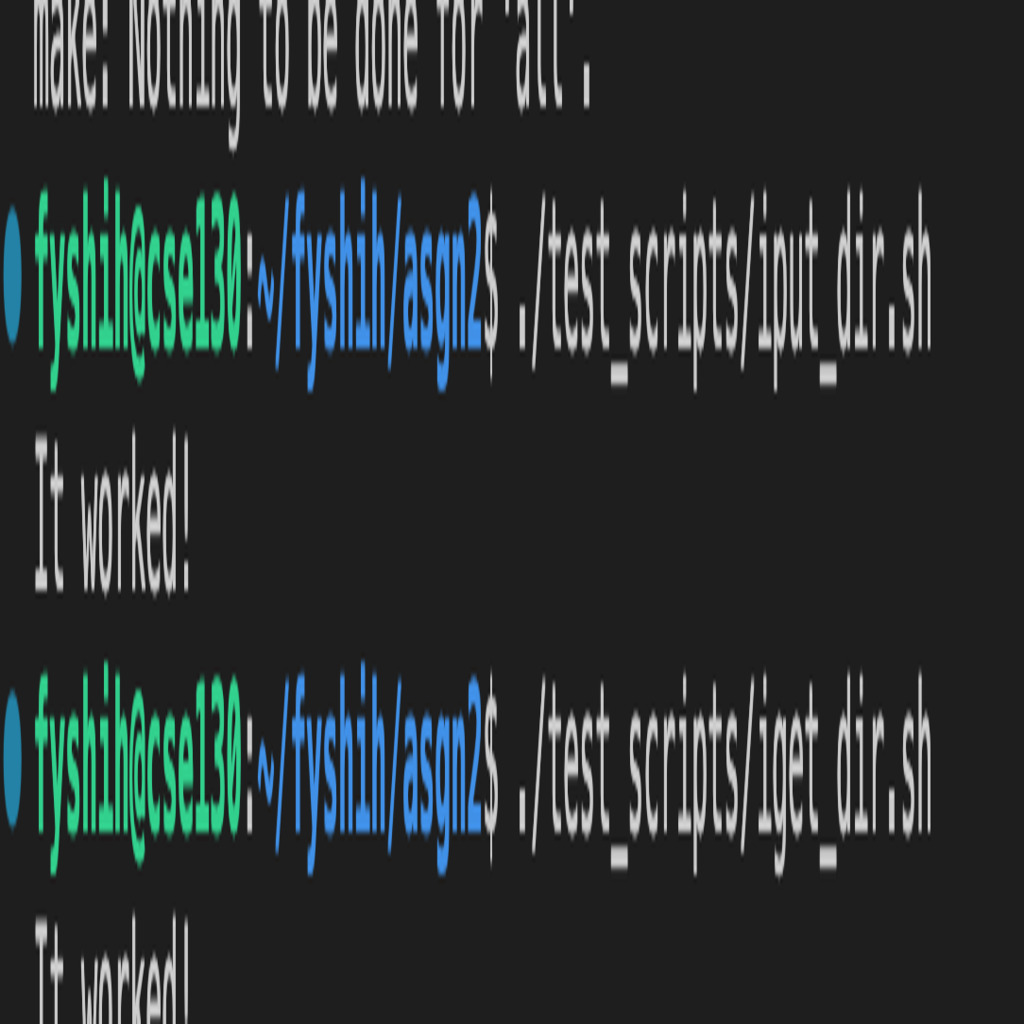 make: Nothing to be done for 'all'.
fyshih@cse130:~/fyshih/asgn2$ ./test_scripts/iput_dir.sh
It worked!
fyshih@cse130:~/fyshih/asgn2$ ./test_scripts/iget_dir.sh
It worked!